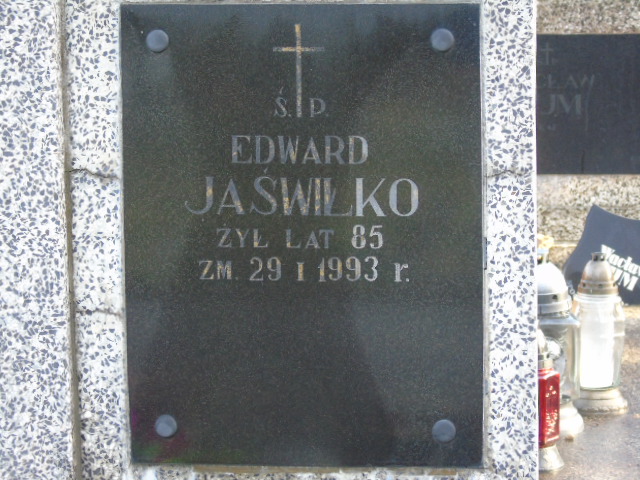 Ś. P.
EDWARD
JAŚWIŁKO
ŻYŁ LAT 85
ZM. 29 I 1993 r.